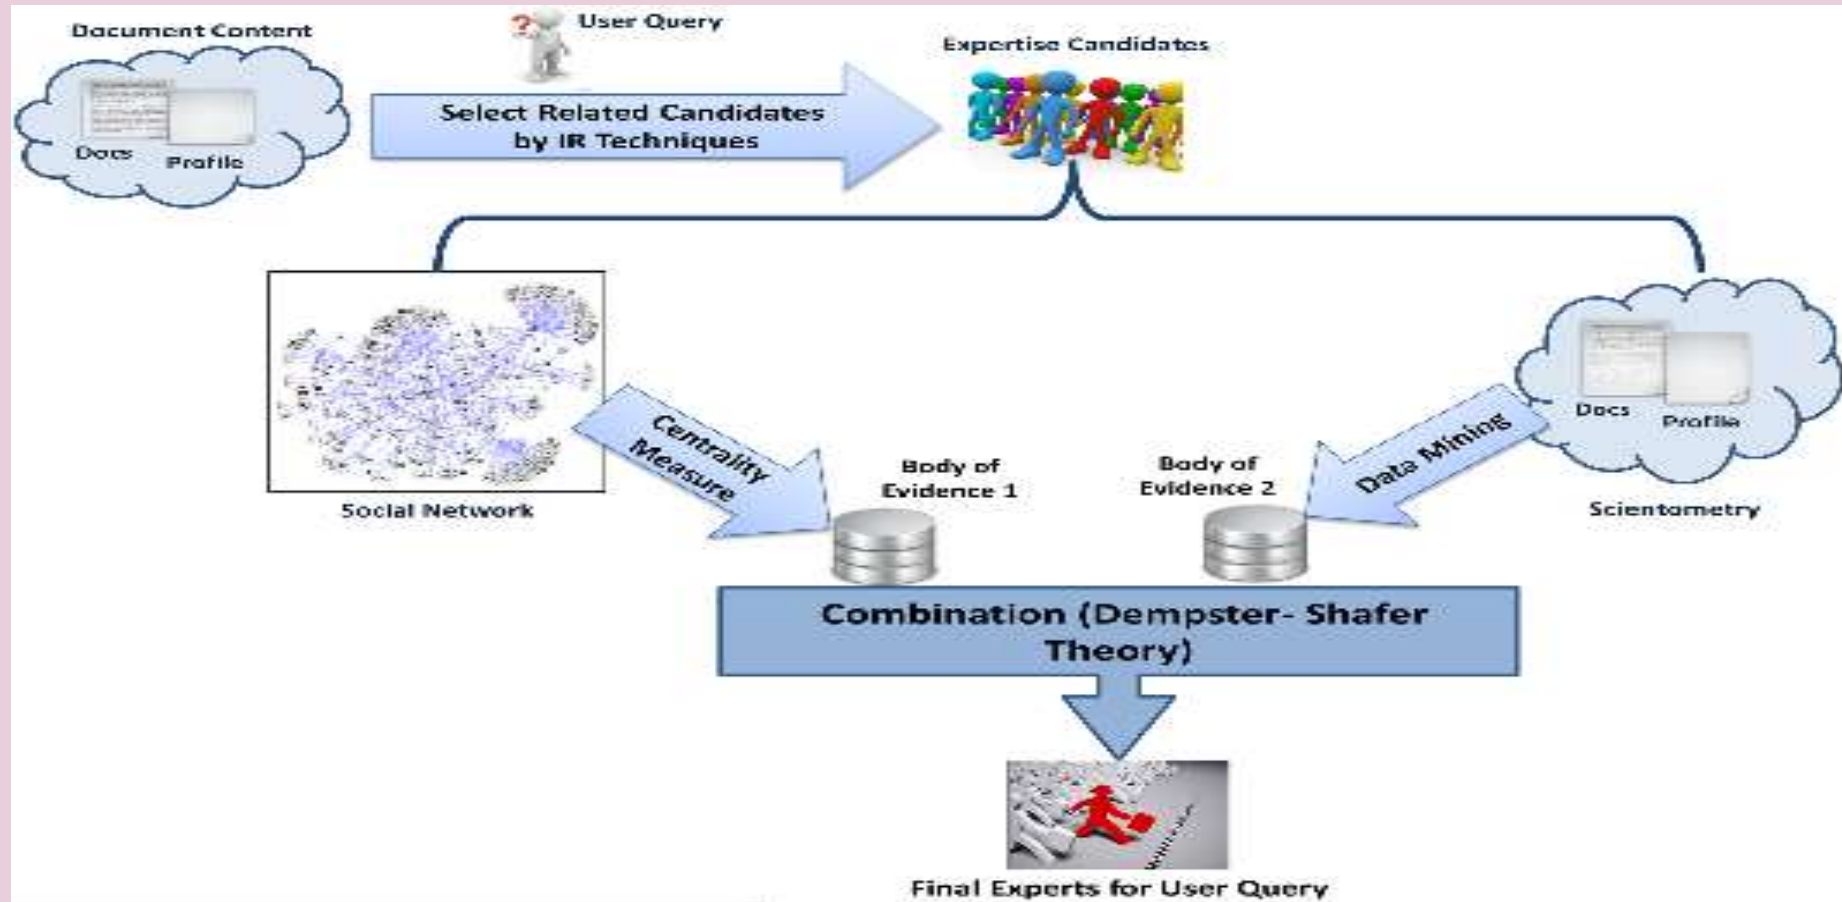 Document Content
User Query
Expertise Candidates
Select Related Candidates
by IR Techniques
Docs
Profile
Centrality
Measure
Social Network
Body of
Evidence 1
Body of
Evidence 2
Data Mining
Docs
Profile
Scientometry
Combination (Dempster- Shafer
Theory)
Final Experts for User Query